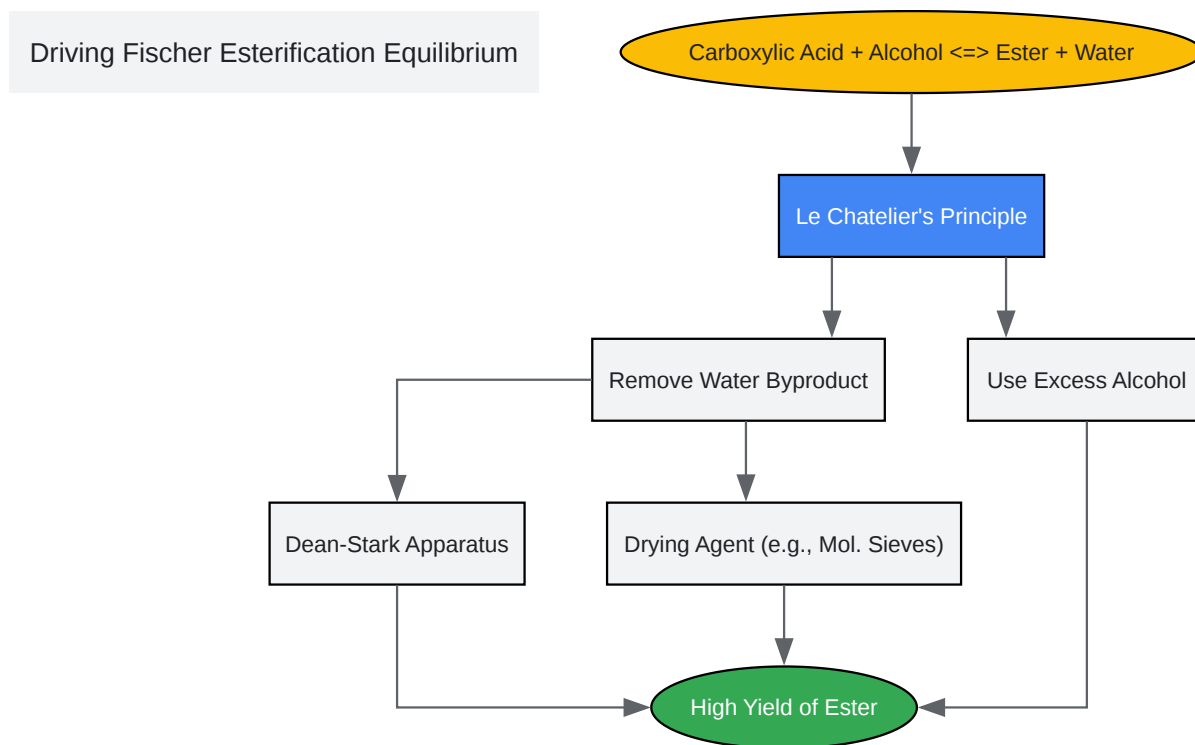 Driving Fischer Esterification Equilibrium
Carboxylic Acid + Alcohol <=> Ester + Water
Le Chatelier's Principle
Remove Water Byproduct
Use Excess Alcohol
Dean-Stark Apparatus
Drying Agent (e.g., Mol. Sieves)
High Yield of Ester